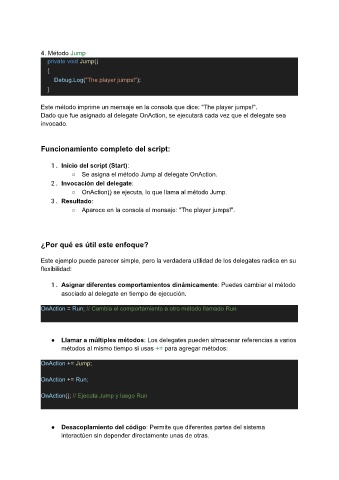 4. Método Jump
private void Jump()
{
Debug.Log("The player jumps!");
}
Este método imprime un mensaje en la consola que dice: "The player jumps!".
Dado que fue asignado al delegate OnAction, se ejecutará cada vez que el delegate sea
invocado.
Funcionamiento completo del script:
1. Inicio del script (Start):
○ Se asigna el método Jump al delegate OnAction.
2. Invocación del delegate:
○ OnAction() se ejecuta, lo que llama al método Jump.
3. Resultado:
○ Aparece en la consola el mensaje: "The player jumps!".
¿Por qué es útil este enfoque?
Este ejemplo puede parecer simple, pero la verdadera utilidad de los delegates radica en su
flexibilidad:
1. Asignar diferentes comportamientos dinámicamente: Puedes cambiar el método
asociado al delegate en tiempo de ejecución.
OnAction = Run; // Cambia el comportamiento a otro método llamado Run
● Llamar a múltiples métodos: Los delegates pueden almacenar referencias a varios
métodos al mismo tiempo si usas += para agregar métodos:
OnAction += Jump;
OnAction += Run;
OnAction(); // Ejecuta Jump y luego Run
● Desacoplamiento del código: Permite que diferentes partes del sistema
interactúen sin depender directamente unas de otras.